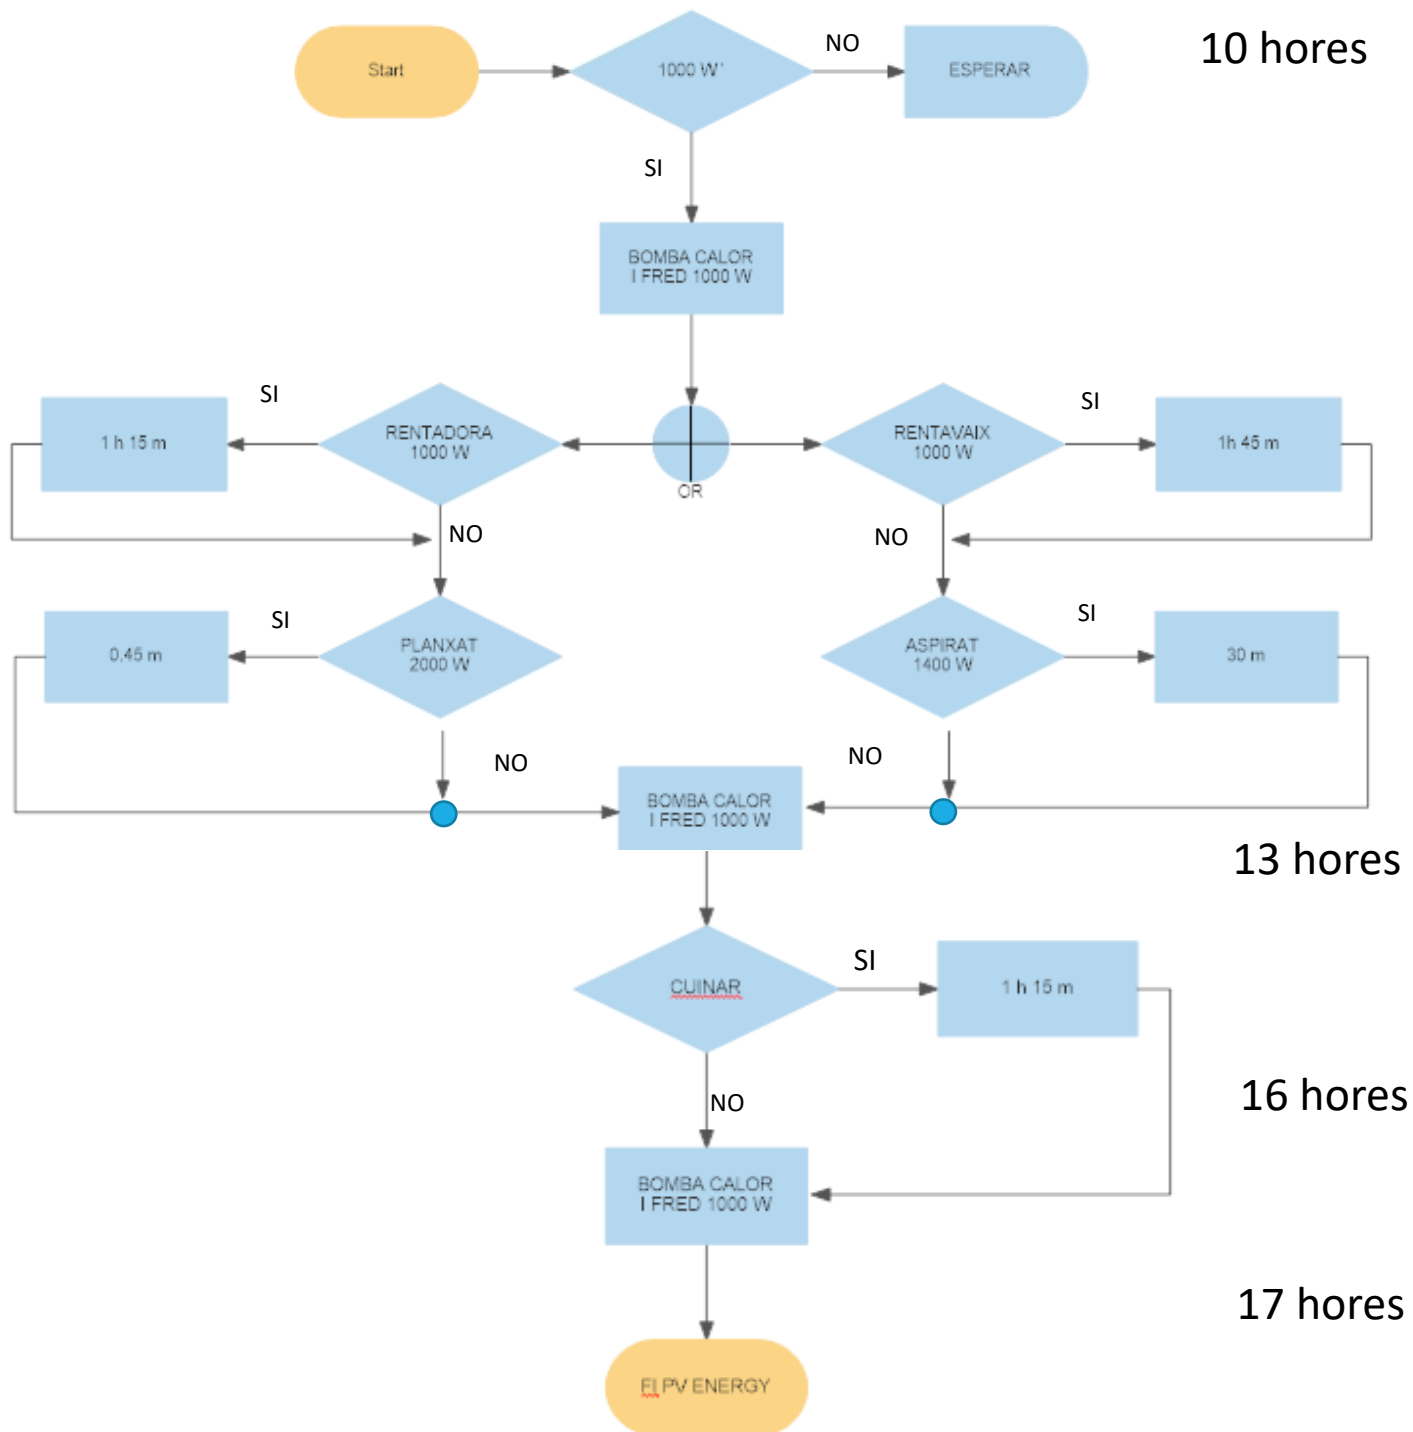 Start
1000 W'
NO
ESPERAR
10 hores
SI
BOMBA CALOR
I FRED 1000 W
SI
1 h 15 m
RENTADORA
1000 W
OR
RENTAVAIX
1000 W
SI
1h 45 m
NO
NO
SI
0,45 m
PLANXAT
2000 W
ASPIRAT
1400 W
SI
30 m
NO
NO
BOMBA CALOR
I FRED 1000 W
13 hores
CUINAR
SI
1 h 15 m
NO
16 hores
BOMBA CALOR
I FRED 1000 W
17 hores
FI PV ENERGY